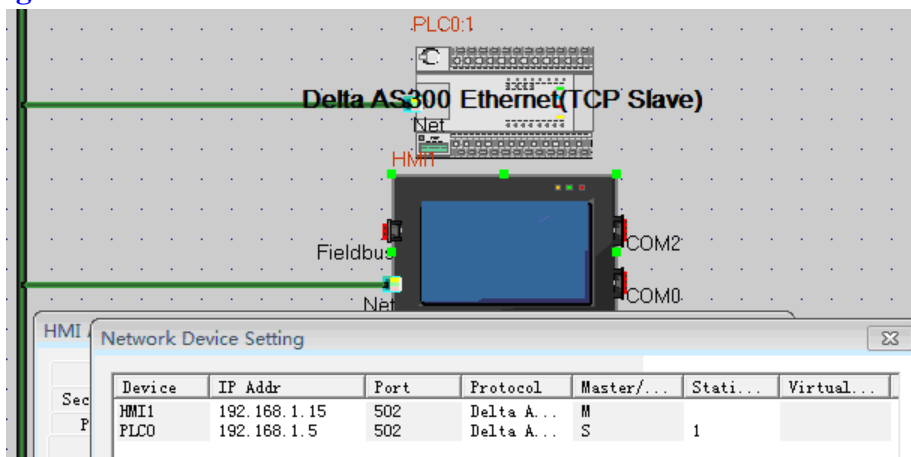 PLC0:1
Delta AS300 Ethernet(TCP Slave)
Net
HMI1
COM2
Fieldbus
COM0
Net
HMI
Network Device Setting
Device IP Addr Port Protocol Master/... Stati... Virtual...
Sec
HMI1 192.168.1.15 502 Delta A... M
P
PLC0 192.168.1.5 502 Delta A... S 1